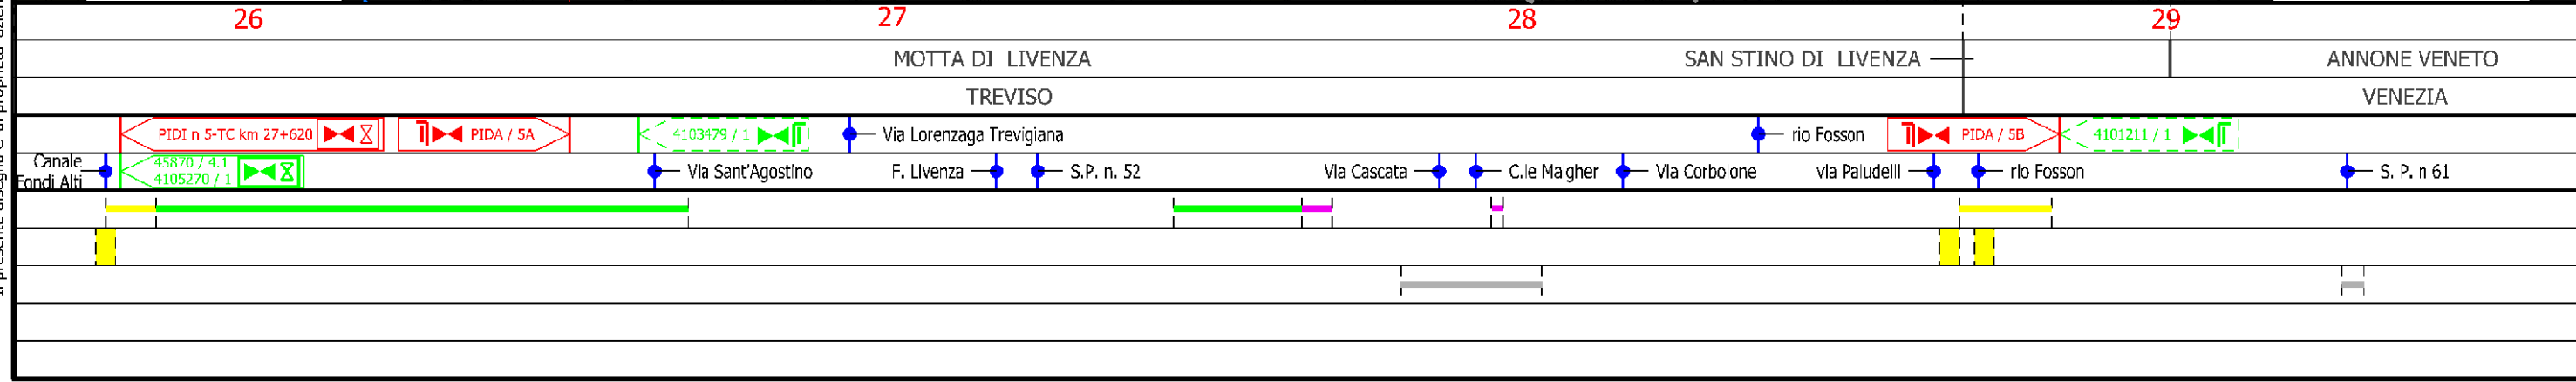 26 27 28 29
MOTTA DI LIVENZA SAN STINO DI LIVENZA ANNONE VENETO
TREVISO VENEZIA
PIDI n 5-TC km 27+620 PIDA / 5A 4103479 / 1 Via Lorenzaga Trevigiana rio Fosson PIDA / 5B 4101211 / 1
Canale
Fondi Alti
45870 / 4.1
4105270 / 1
Via Sant'Agostino F. Livenza S.P. n. 52 Via Cascata C.le Malgher Via Corbolone via Paludelli rio Fosson S. P. n 61